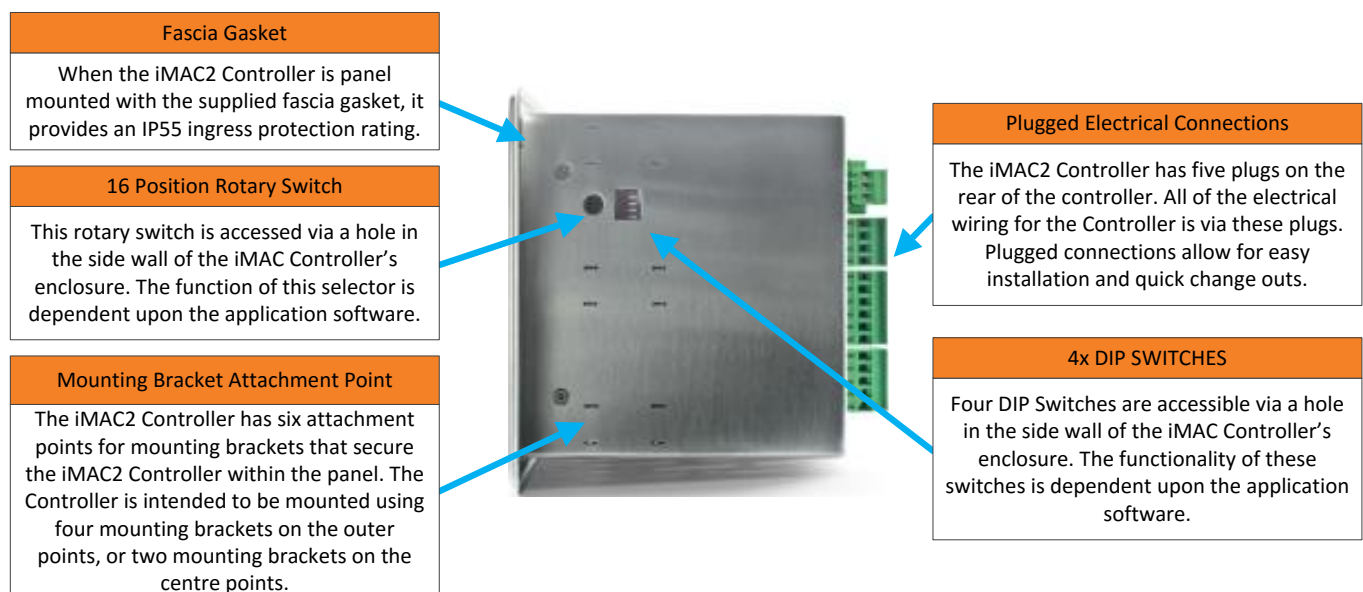 Fascia Gasket
When the iMAC2 Controller is panel
mounted with the supplied fascia gasket, it
provides an IP55 ingress protection rating.
16 Position Rotary Switch
This rotary switch is accessed via a hole in
the side wall of the iMAC Controller’s
enclosure. The function of this selector is
dependent upon the application software.
Mounting Bracket Attachment Point
The iMAC2 Controller has six attachment
points for mounting brackets that secure
the iMAC2 Controller within the panel. The
Controller is intended to be mounted using
four mounting brackets on the outer
points, or two mounting brackets on the
centre points.
Plugged Electrical Connections
The iMAC2 Controller has five plugs on the
rear of the controller. All of the electrical
wiring for the Controller is via these plugs.
Plugged connections allow for easy
installation and quick change outs.
4x DIP SWITCHES
Four DIP Switches are accessible via a hole
in the side wall of the iMAC Controller’s
enclosure. The functionality of these
switches is dependent upon the application
software.